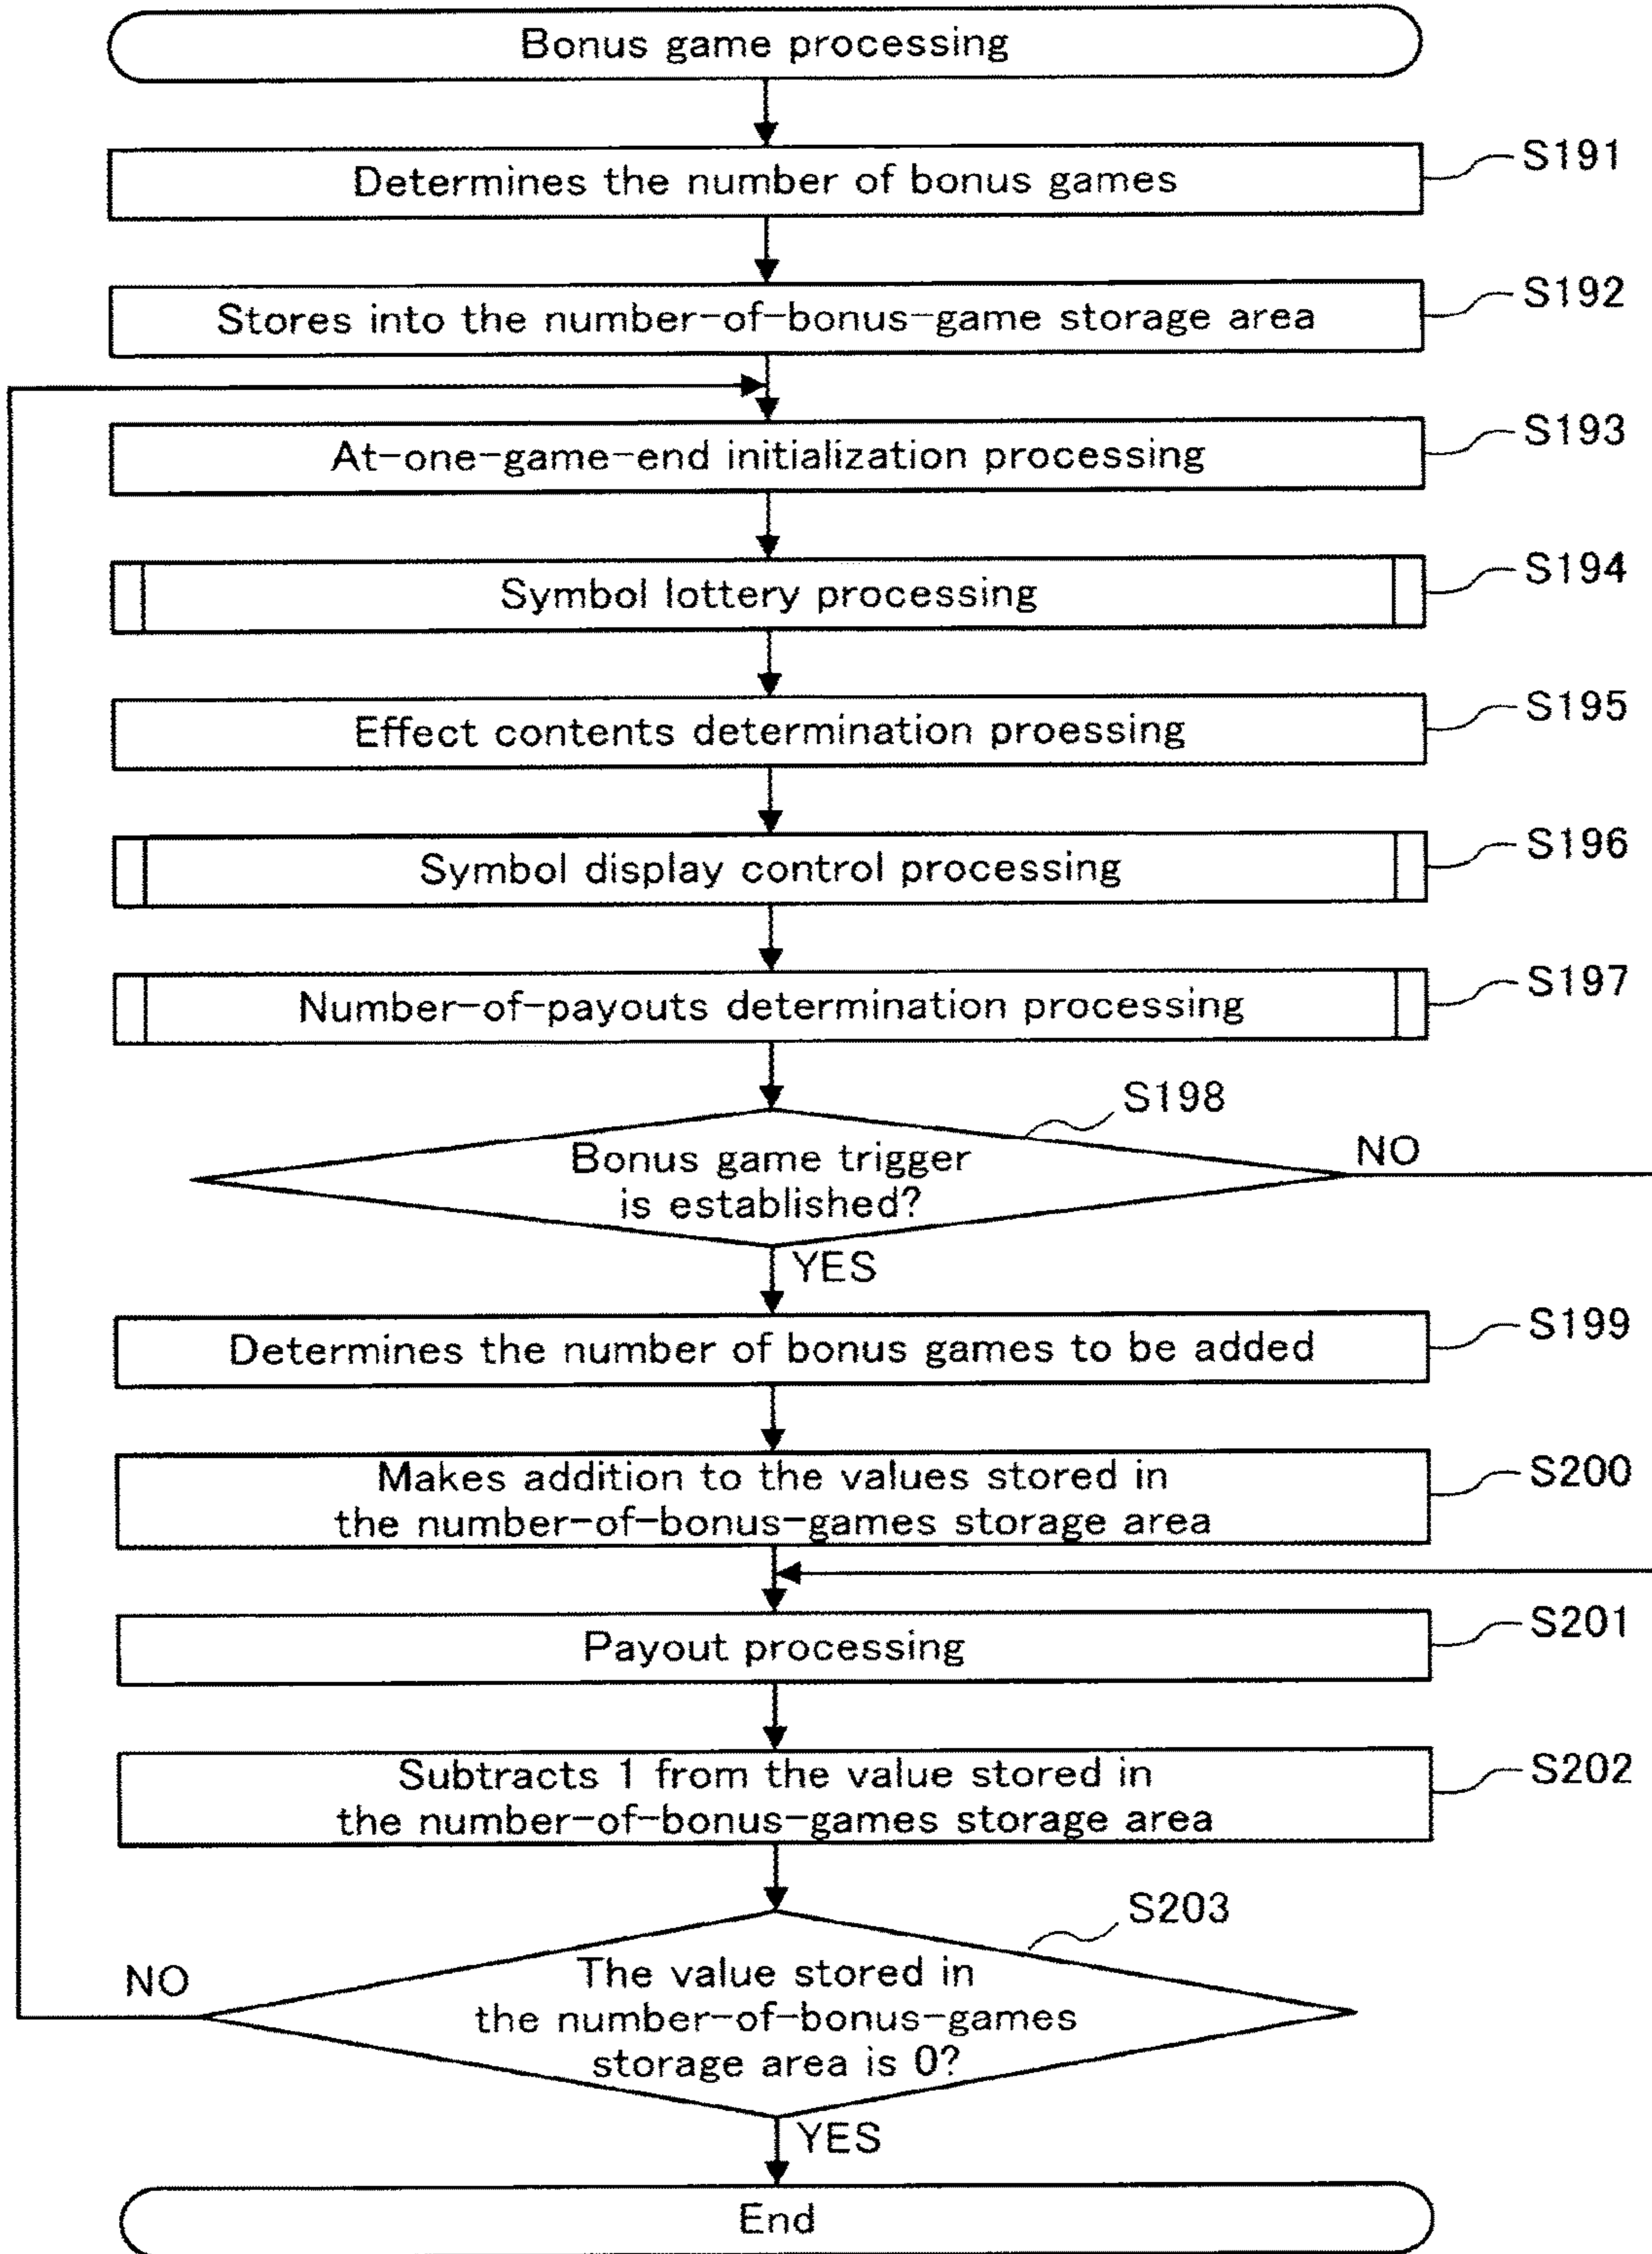 Bonus game processing
S191
Determines the number of bonus games
S192
Stores into the number-of-bonus-game storage area
S193
At-one-game-end initialization processing
S194
Symbol lottery processing
S195
Effect contents determination proessing
S196
Symbol display control processing
S197
Number-of-payouts determination processing
S198
Bonus game trigger
is established?
NO
YES
S199
Determines the number of bonus games to be added
S200
Makes addition to the values stored in
the number-of-bonus-games storage area
S201
Payout processing
S202
Subtracts 1 from the value stored in
the number-of-bonus-games storage area
S203
NO
The value stored in
the number-of-bonus-games
storage area is 0?
YES
End